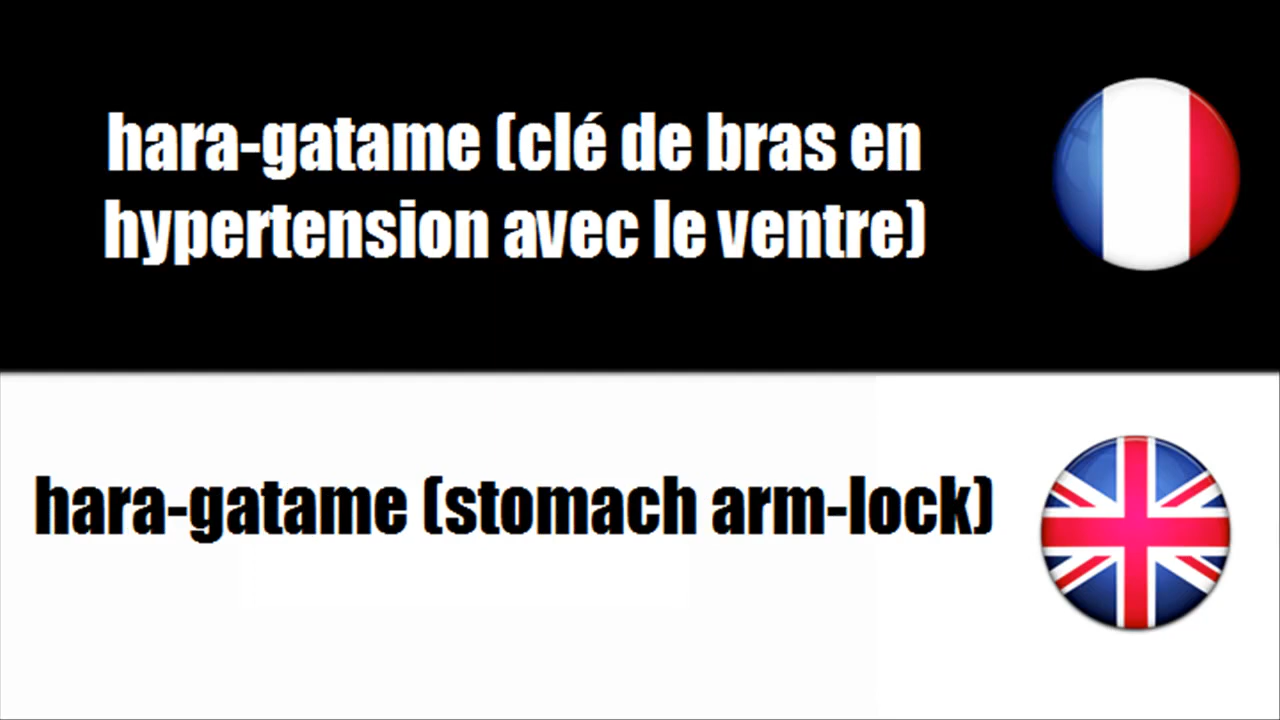 hara-gatame (clé de bras en
hypertension avec le ventre)
hara-gatame (stomach arm-lock)